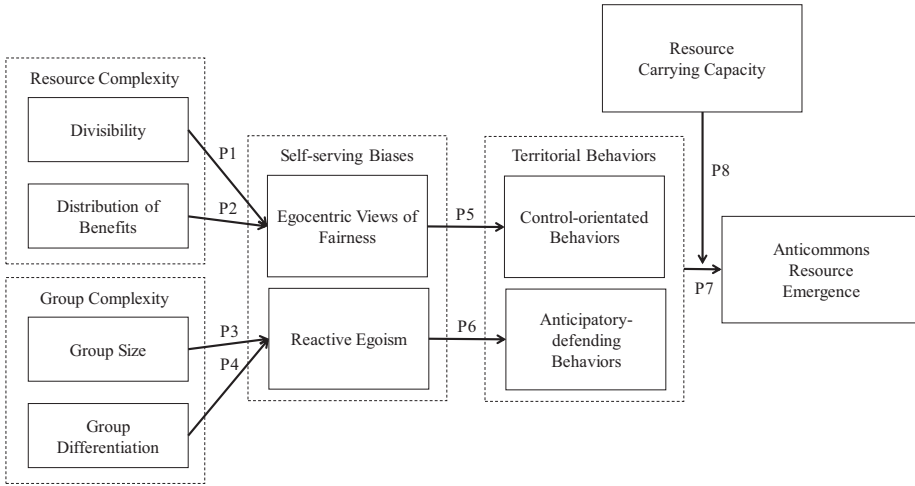 Resource Complexity
Divisibility
Distribution of
Benefits
P1
P2
Group Complexity
Group Size
Group
Differentiation
P3
P4
Self-serving Biases
Egocentric Views of
Fairness
Reactive Egoism
P5
P6
Territorial Behaviors
Control-orientated
Behaviors
Anticipatory-
defending
Behaviors
Resource
Carrying Capacity
P8
P7
Anticommons
Resource
Emergence